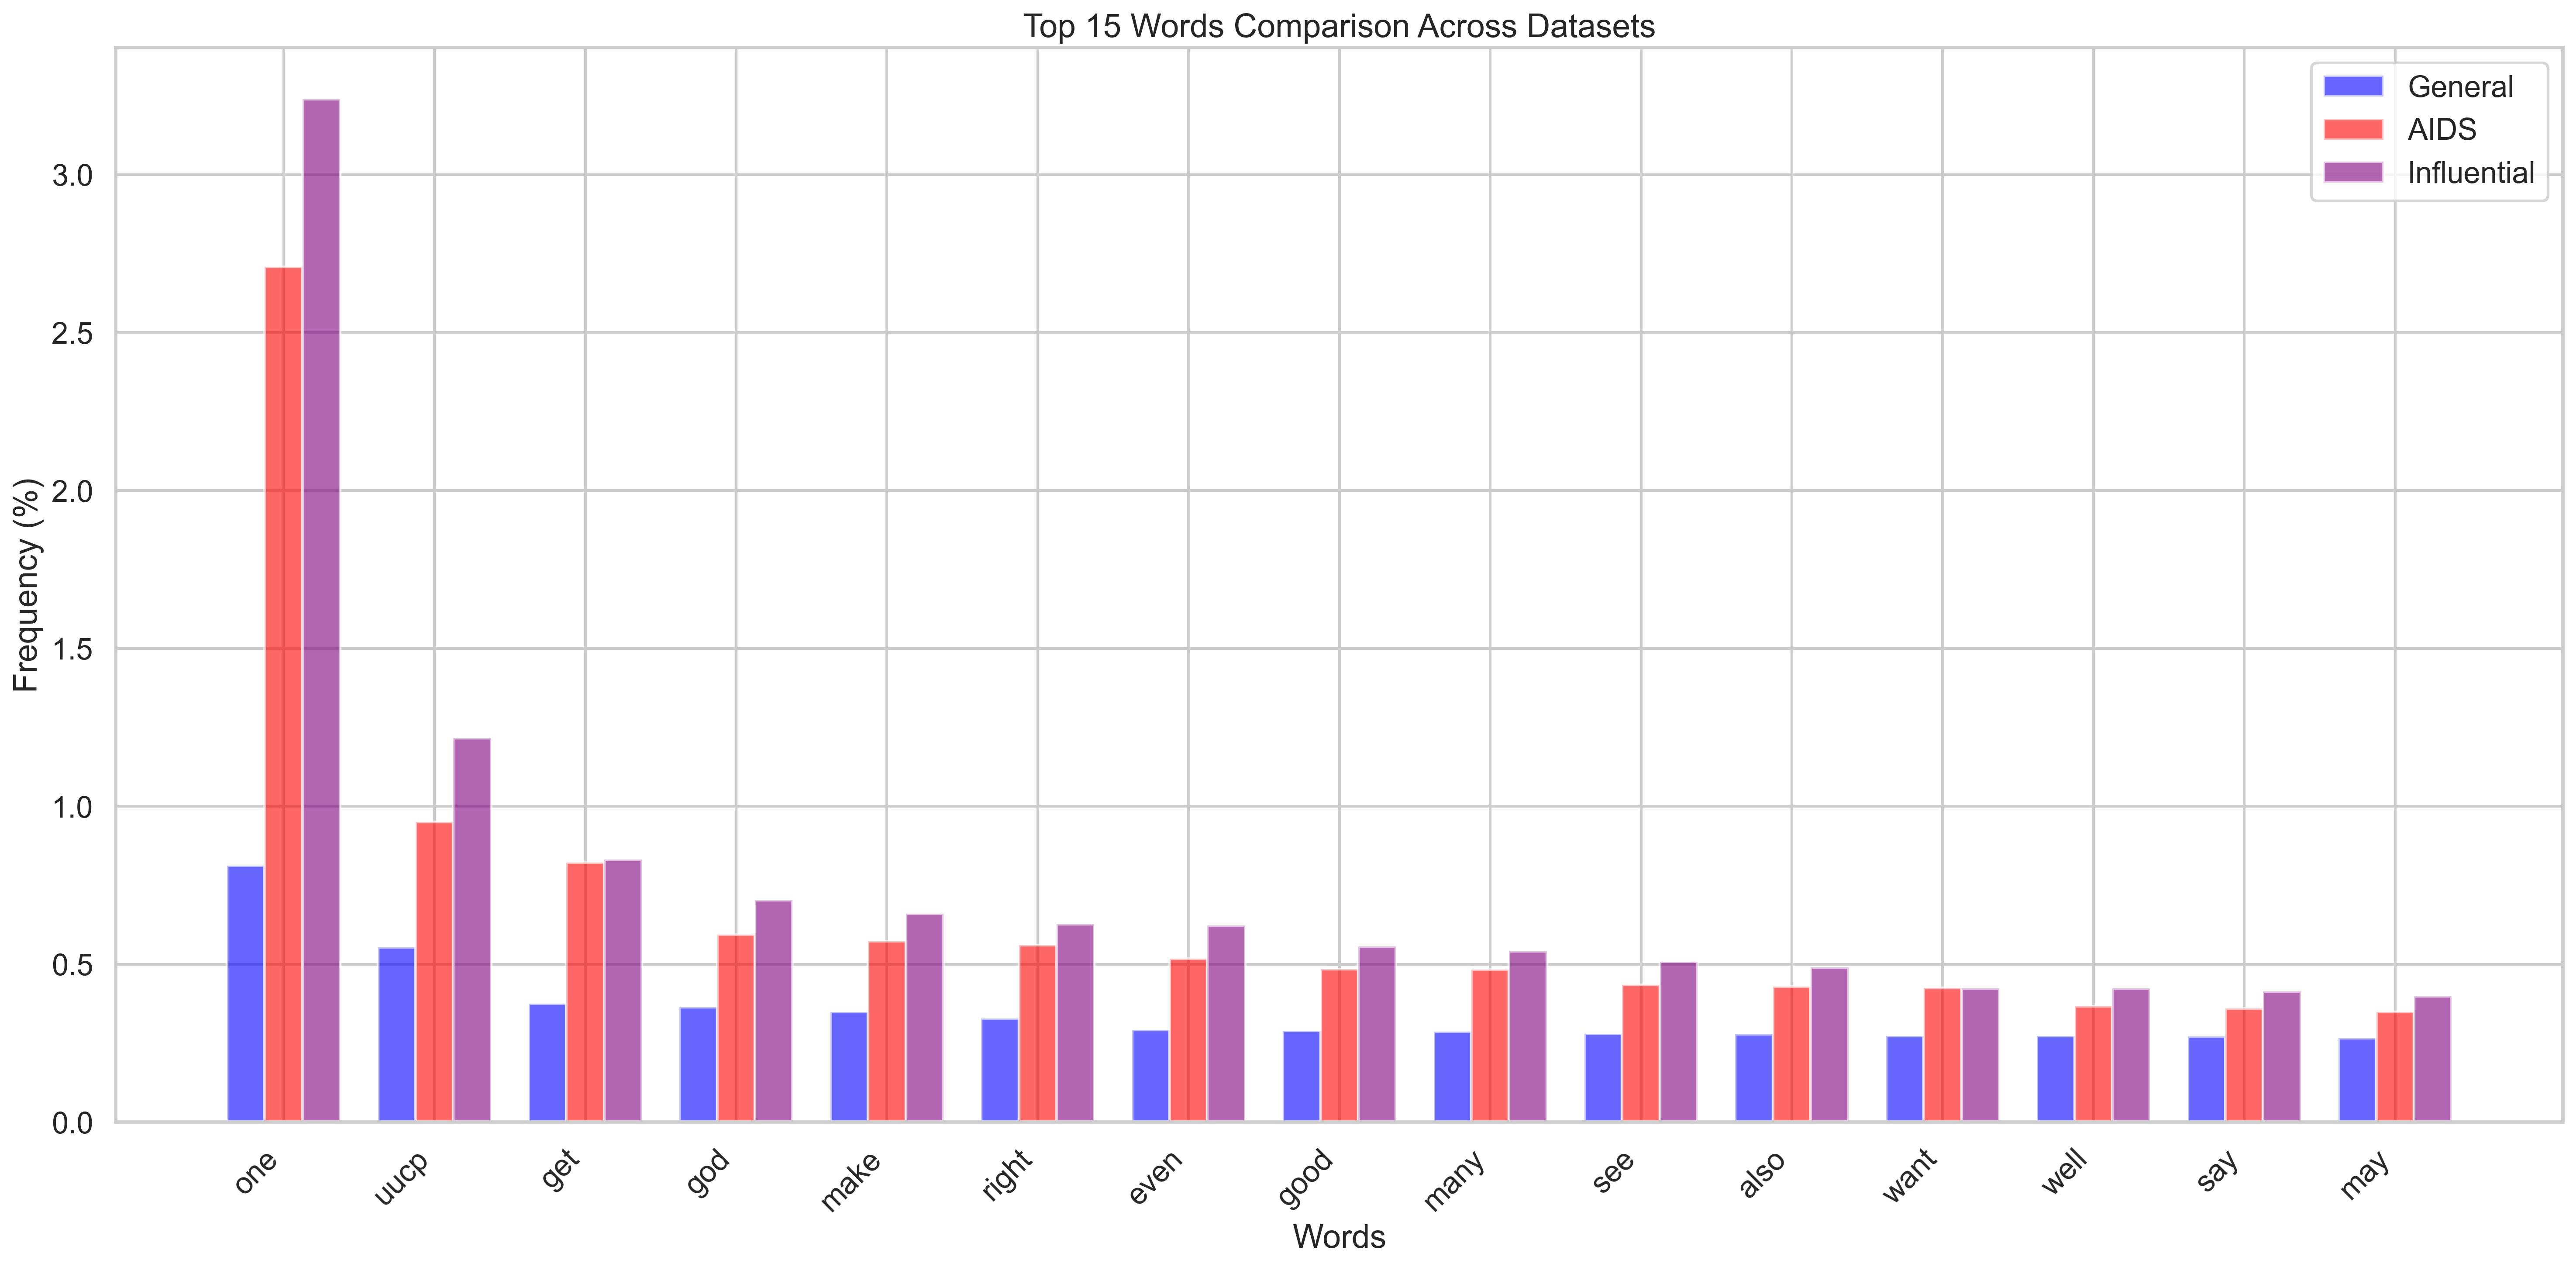 Top 15 Words Comparison Across Datasets
General
AIDS
Influential
Frequency (%)
3.0
2.5
2.0
1.5
1.0
0.5
0.0
one
uucp
get
god
make
right
even
good
many
see
also
want
well
say
may
Words